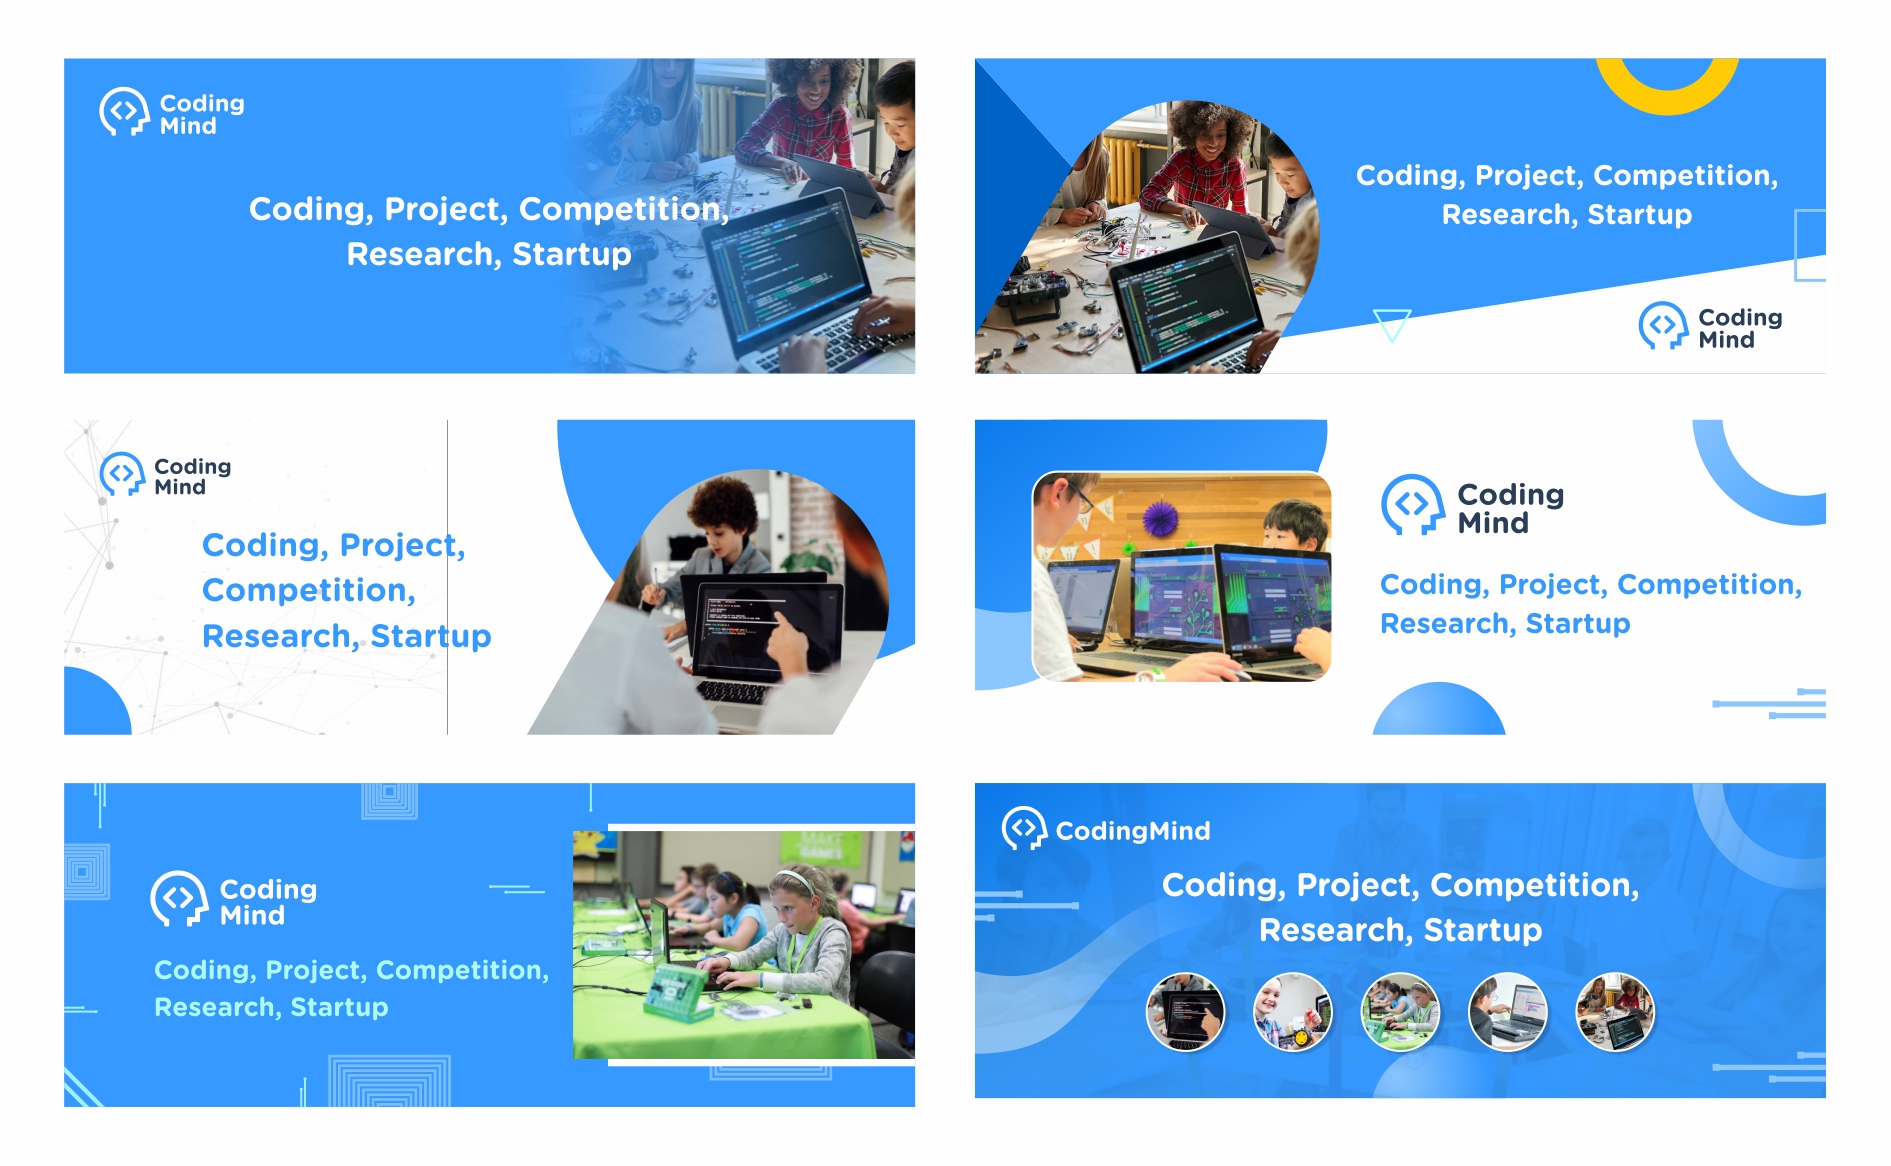 Coding
Mind
Coding, Project, Competition,
Research, Startup
Coding, Project, Competition,
Research, Startup
Coding
Mind
Coding
Mind
Coding, Project,
Competition,
Research, Startup
Coding
Mind
Coding, Project, Competition,
Research, Startup
MAKE
GAMES
Coding
Mind
Coding, Project, Competition,
Research, Startup
CodingMind
Coding, Project, Competition,
Research, Startup